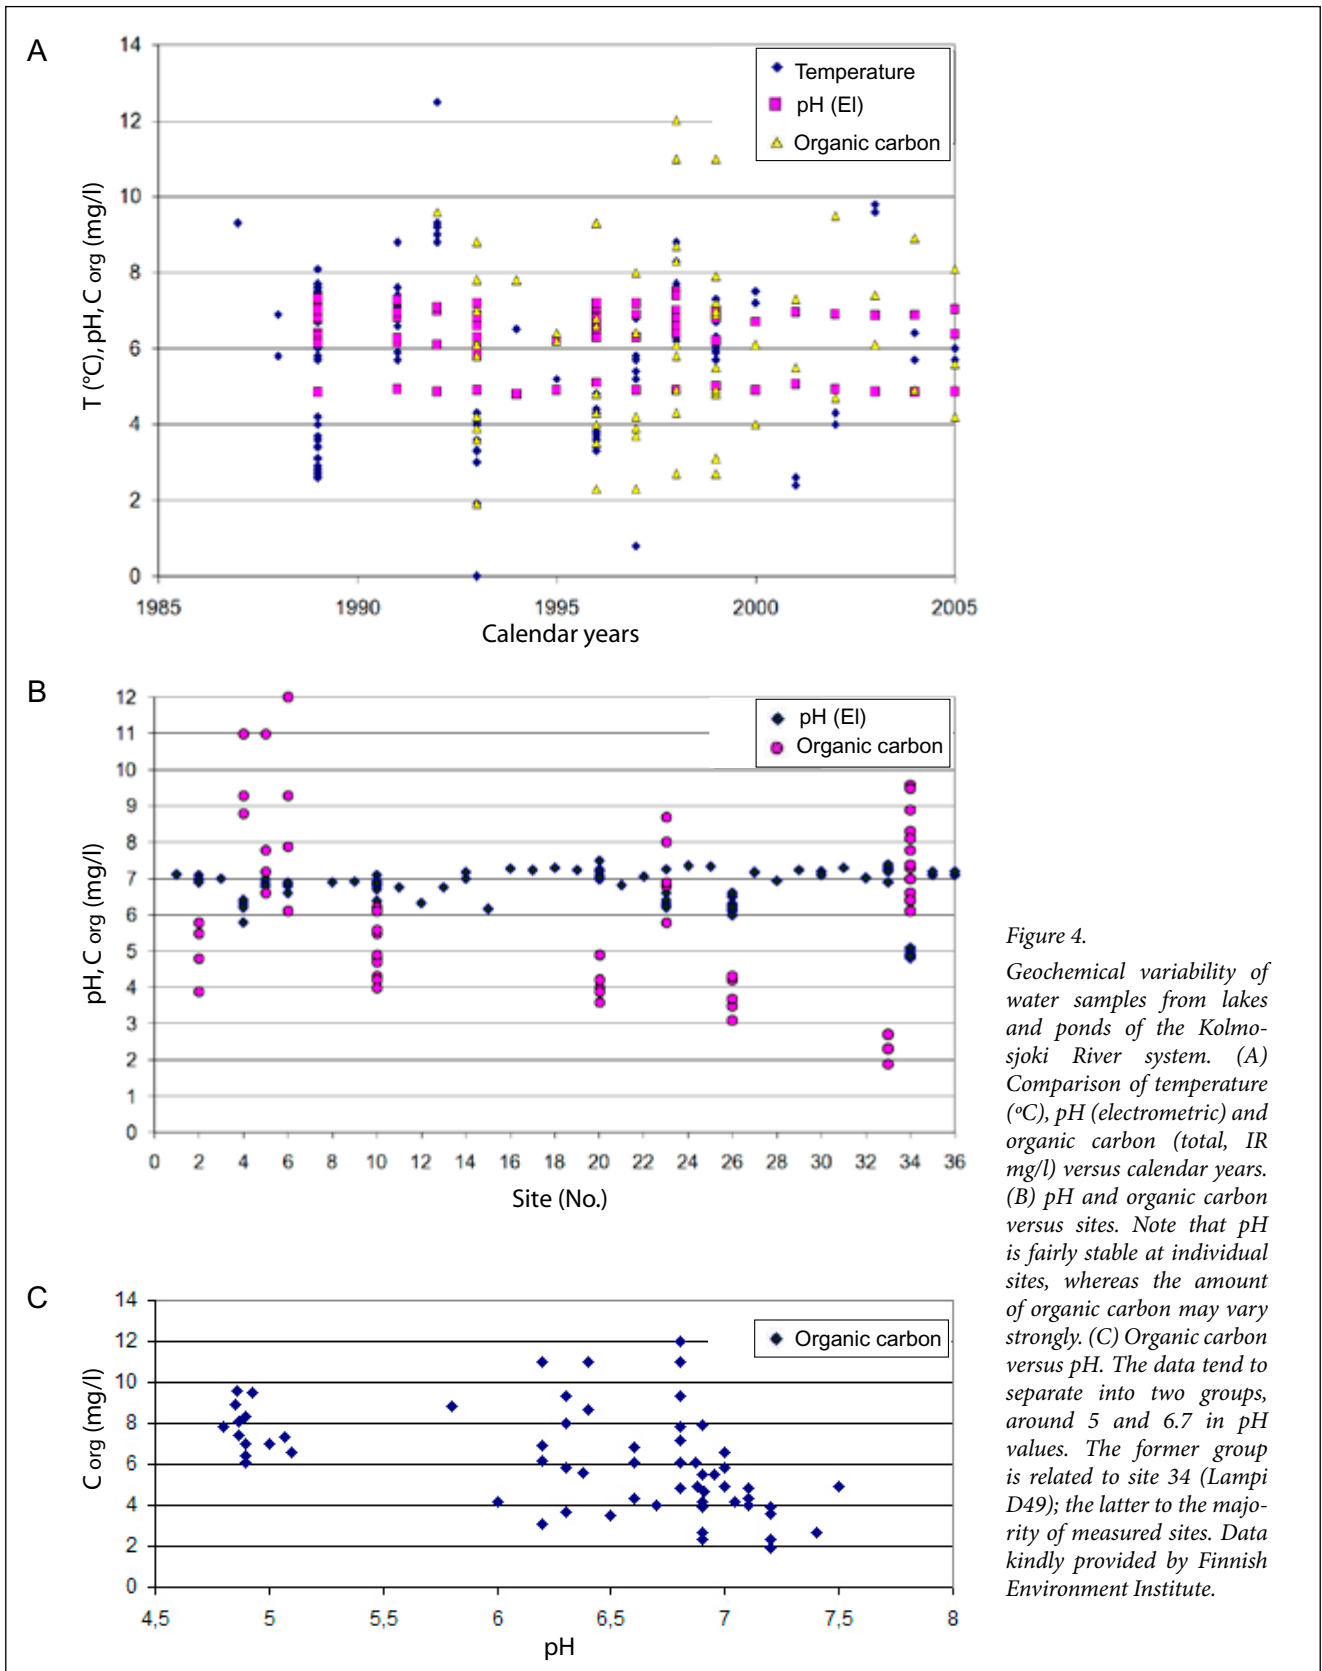 A
14
12
10
8
6
4
2
0
T (°C), pH, C org (mg/l)
Temperature
pH (El)
Organic carbon
1985 1990 1995 2000 2005
Calendar years
B
12
11
10
9
8
7
6
5
4
3
2
1
0
pH, C org (mg/l)
pH (El)
Organic carbon
0 2 4 6 8 10 12 14 16 18 20 22 24 26 28 30 32 34 36
Site (No.)
C
14
12
10
8
6
4
2
0
C org (mg/l)
Organic carbon
4,5 5 5,5 6 6,5 7 7,5 8
pH
Figure 4.
Geochemical variability of
water samples from lakes
and ponds of the Kolmo-
sjoki River system. (A)
Comparison of temperature
(ºC), pH (electrometric) and
organic carbon (total, IR
mg/l) versus calendar years.
(B) pH and organic carbon
versus sites. Note that pH
is fairly stable at individual
sites, whereas the amount
of organic carbon may vary
strongly. (C) Organic carbon
versus pH. The data tend to
separate into two groups,
around 5 and 6.7 in pH
values. The former group
is related to site 34 (Lampi
D49); the latter to the majo-
rity of measured sites. Data
kindly provided by Finnish
Environment Institute.